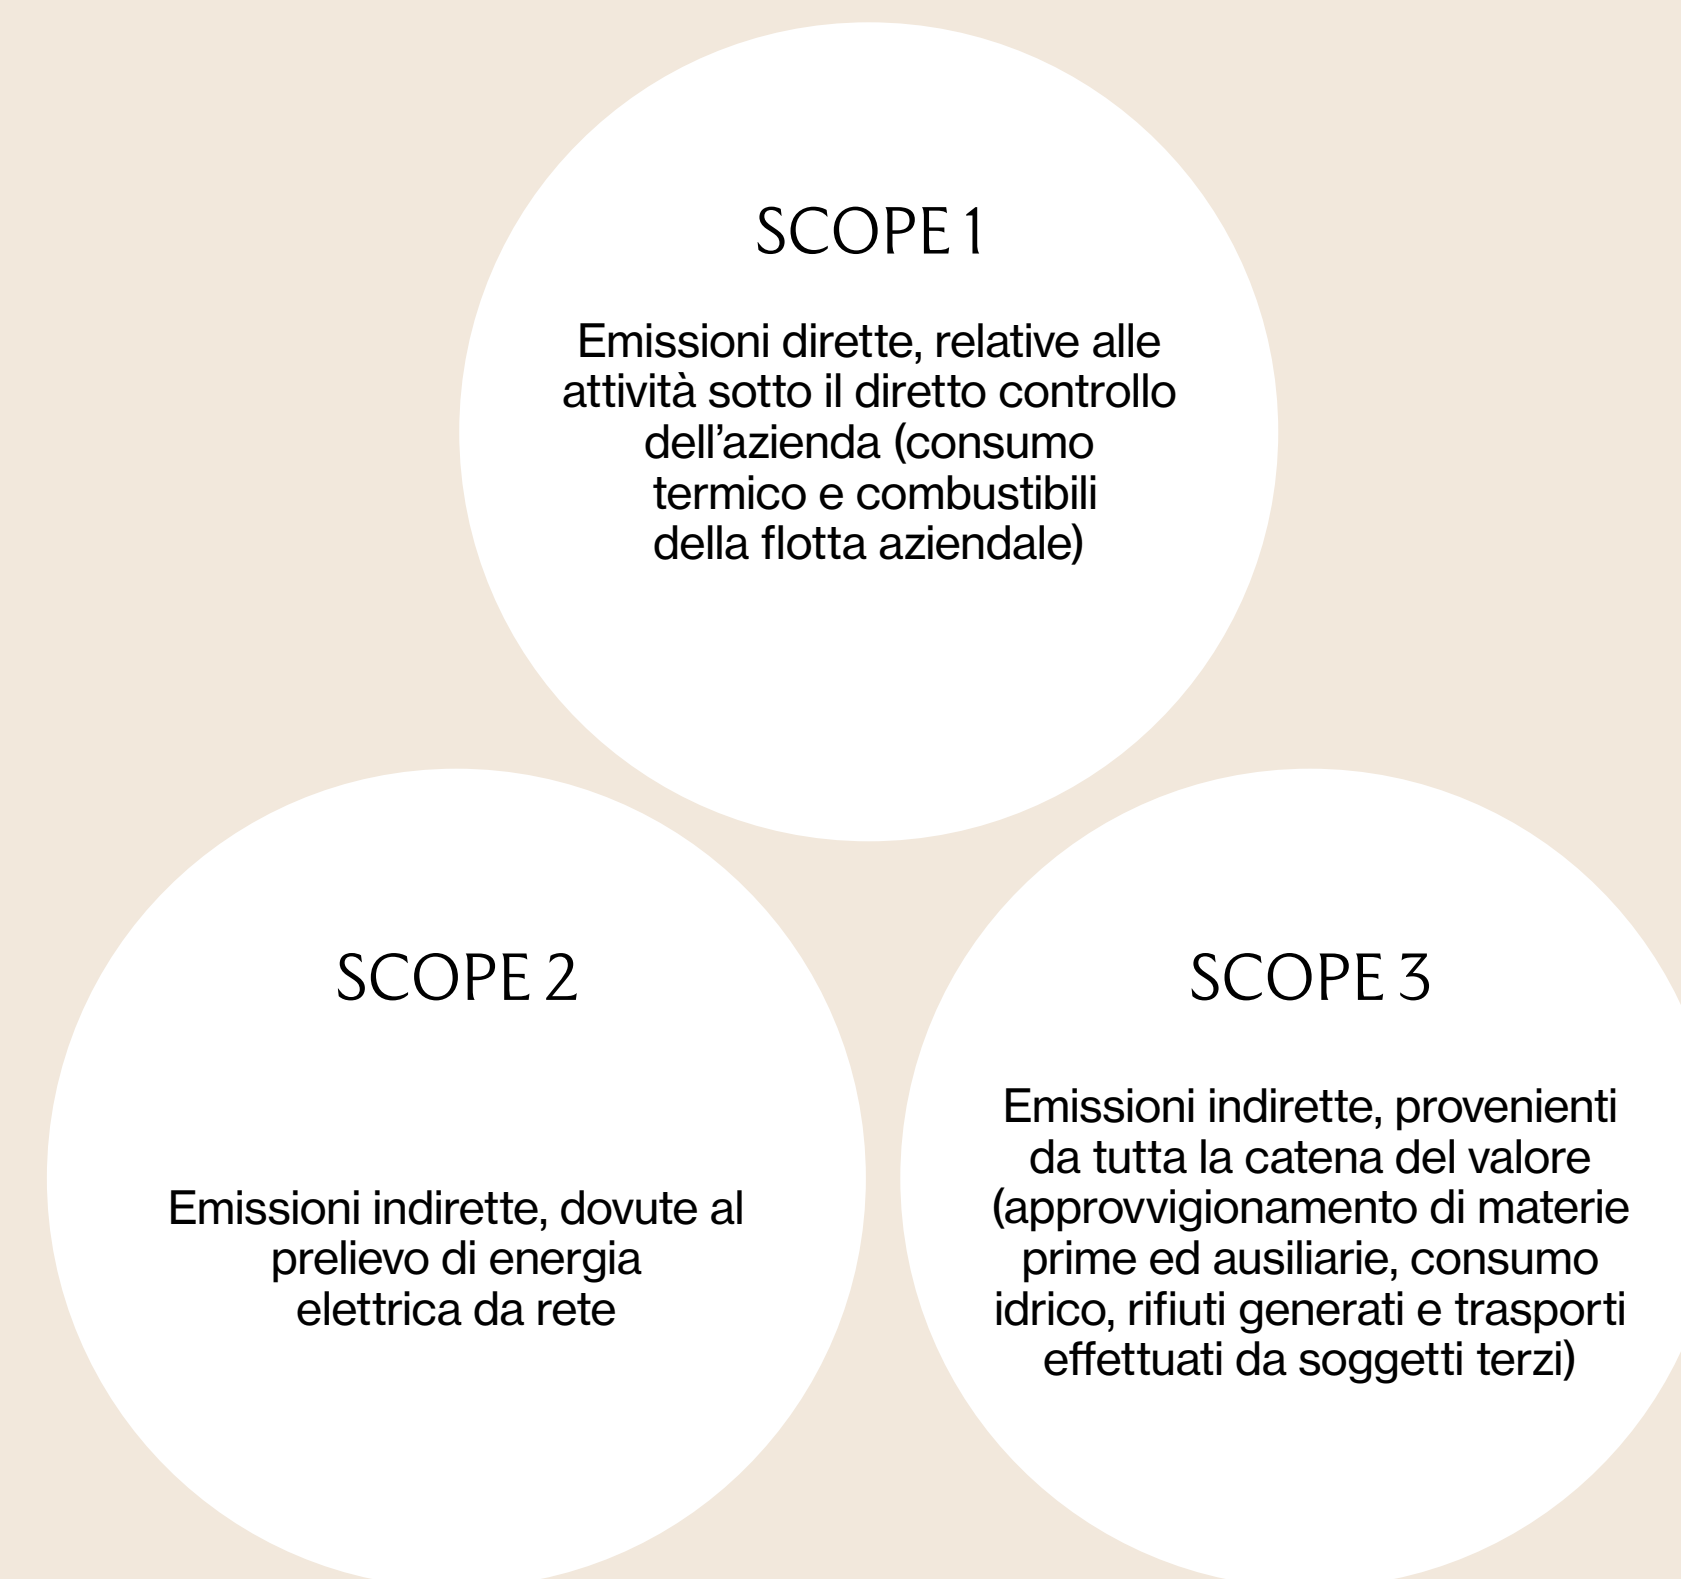 SCOPE 1
Emissioni dirette, relative alle
attività sotto il diretto controllo
dell’azienda (consumo
termico e combustibili
della flotta aziendale)
SCOPE 2
Emissioni indirette, dovute al
prelievo di energia
elettrica da rete
SCOPE 3
Emissioni indirette, provenienti
da tutta la catena del valore
(approvvigionamento di materie
prime ed ausiliarie, consumo
idrico, rifiuti generati e trasporti
effettuati da soggetti terzi)